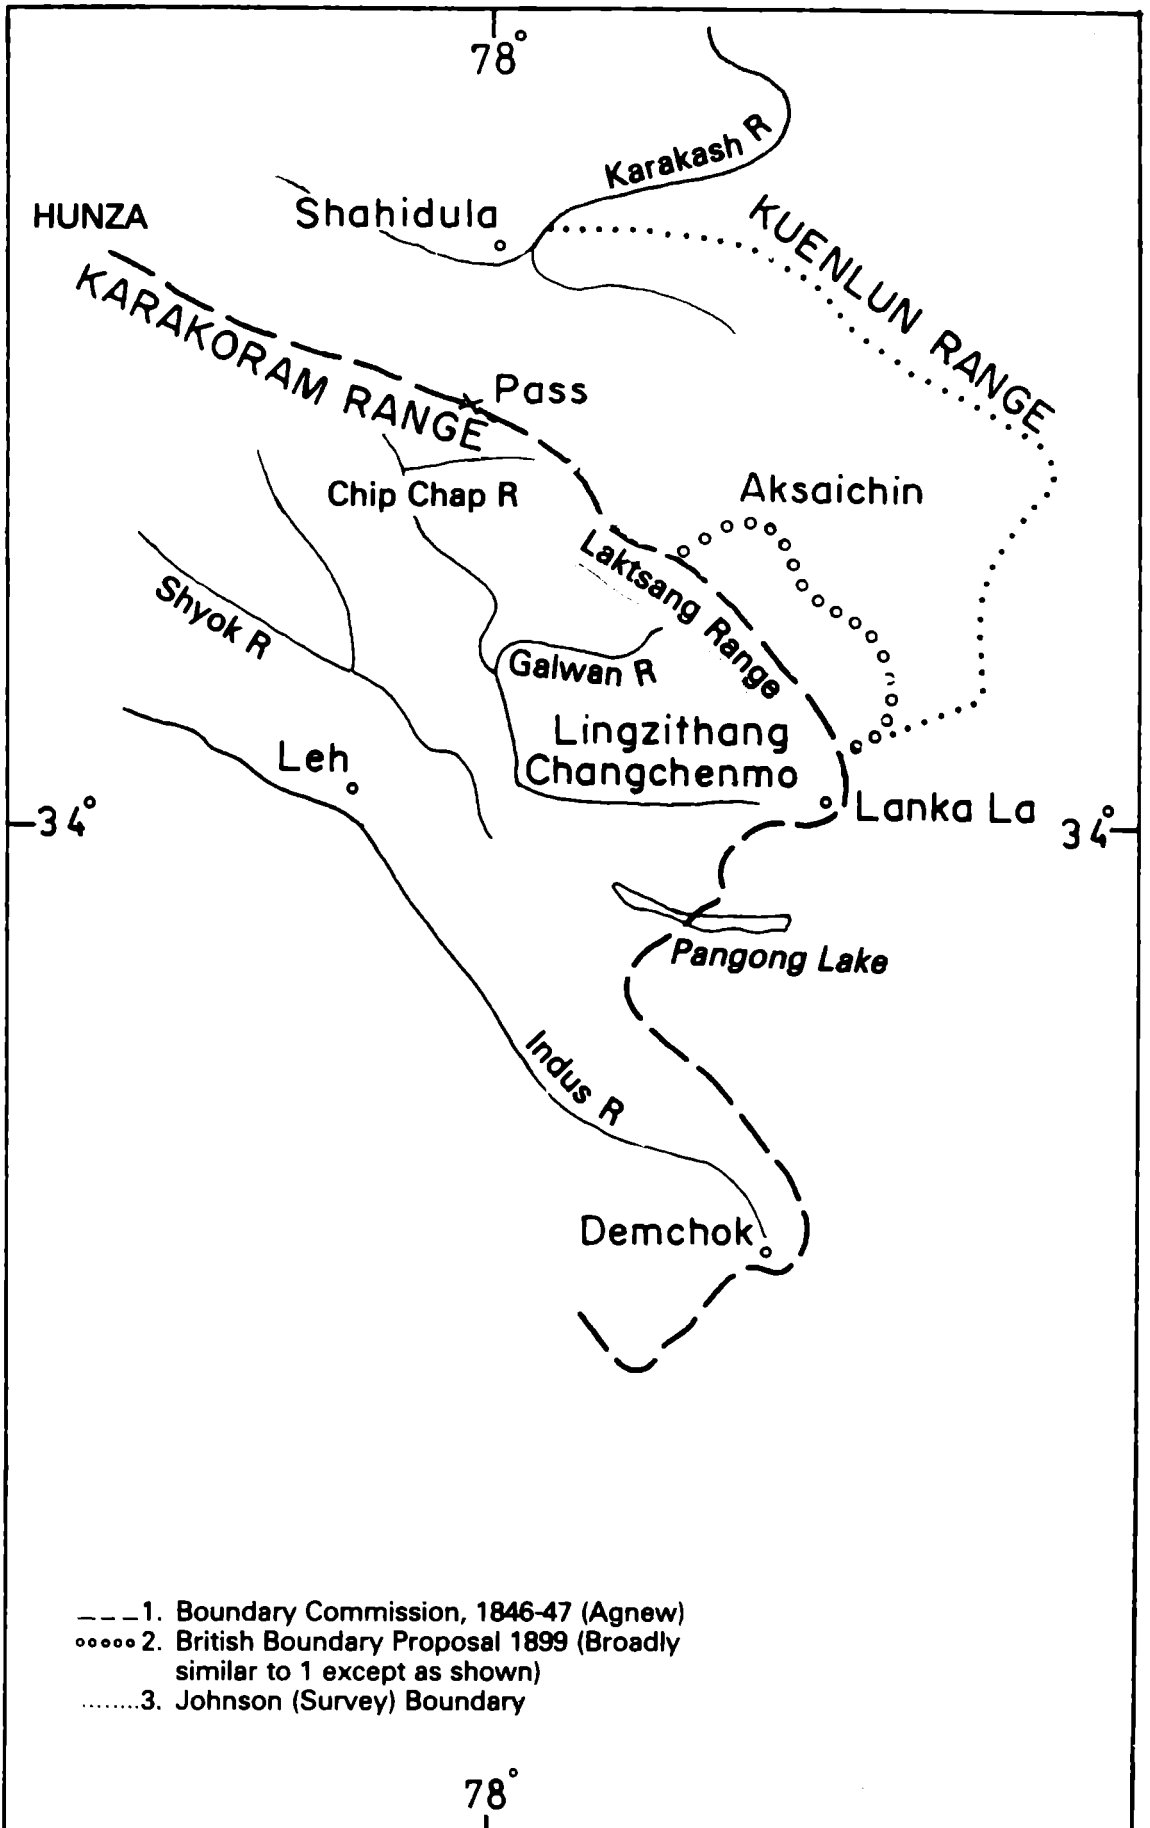 78°
Karakash R
HUNZA
Shahidula
KUENLUN RANGE
KARAKORAM RANGE
Pass
Aksaichin
Chip Chap R
Laktsang Range
Shyok R
Galwan R
Lingzithang
Changchenmo
Leh
Lanka La
34°
34°
Pangong Lake
Indus R
Demchok
1. Boundary Commission, 1846-47 (Agnew)
2. British Boundary Proposal 1899 (Broadly
similar to 1 except as shown)
3. Johnson (Survey) Boundary
78°